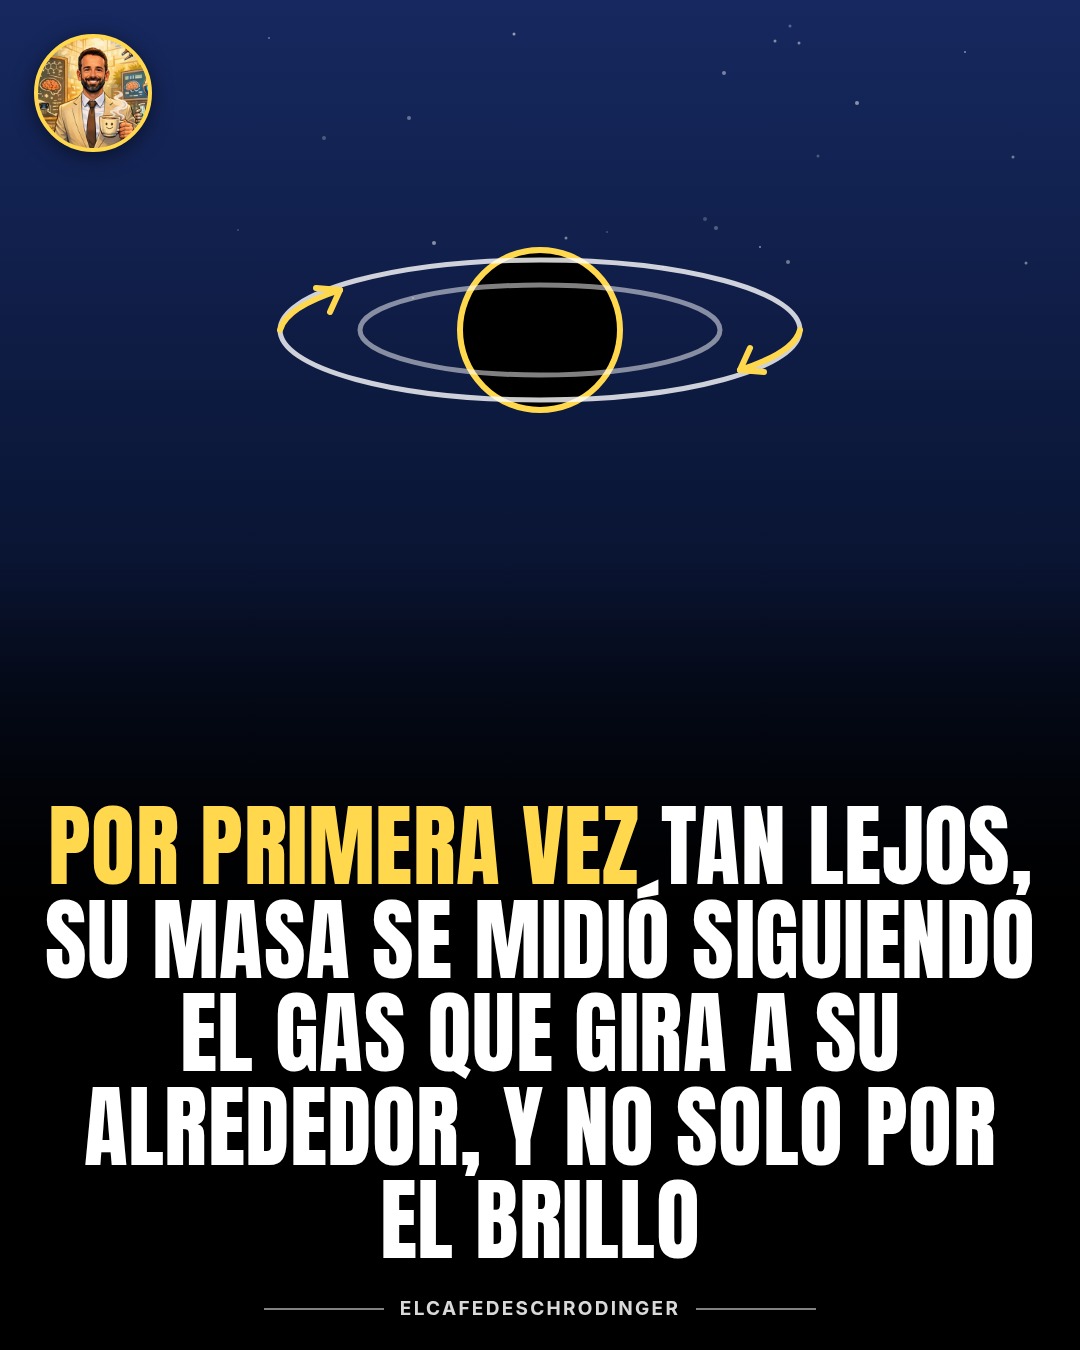 POR PRIMERA VEZ TAN LEJOS,
SU MASA SE MIDIÓ SIGUIENDO
EL GAS QUE GIRA A SU
ALREDEDOR, Y NO SOLO POR
EL BRILLO
ELCAFEDESCHRODINGER